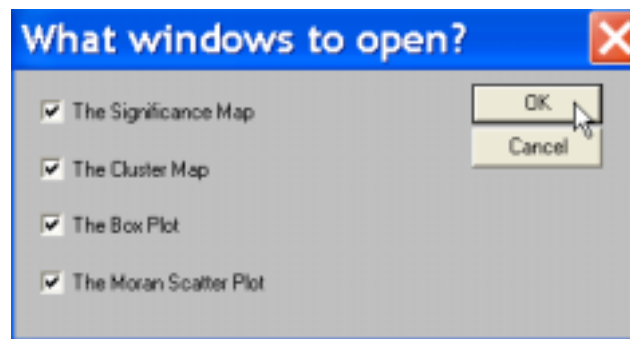 What windows to open?
The Significance Map
OK
The Cluster Map
Cancel
The Box Plot
The Moran Scatter Plot